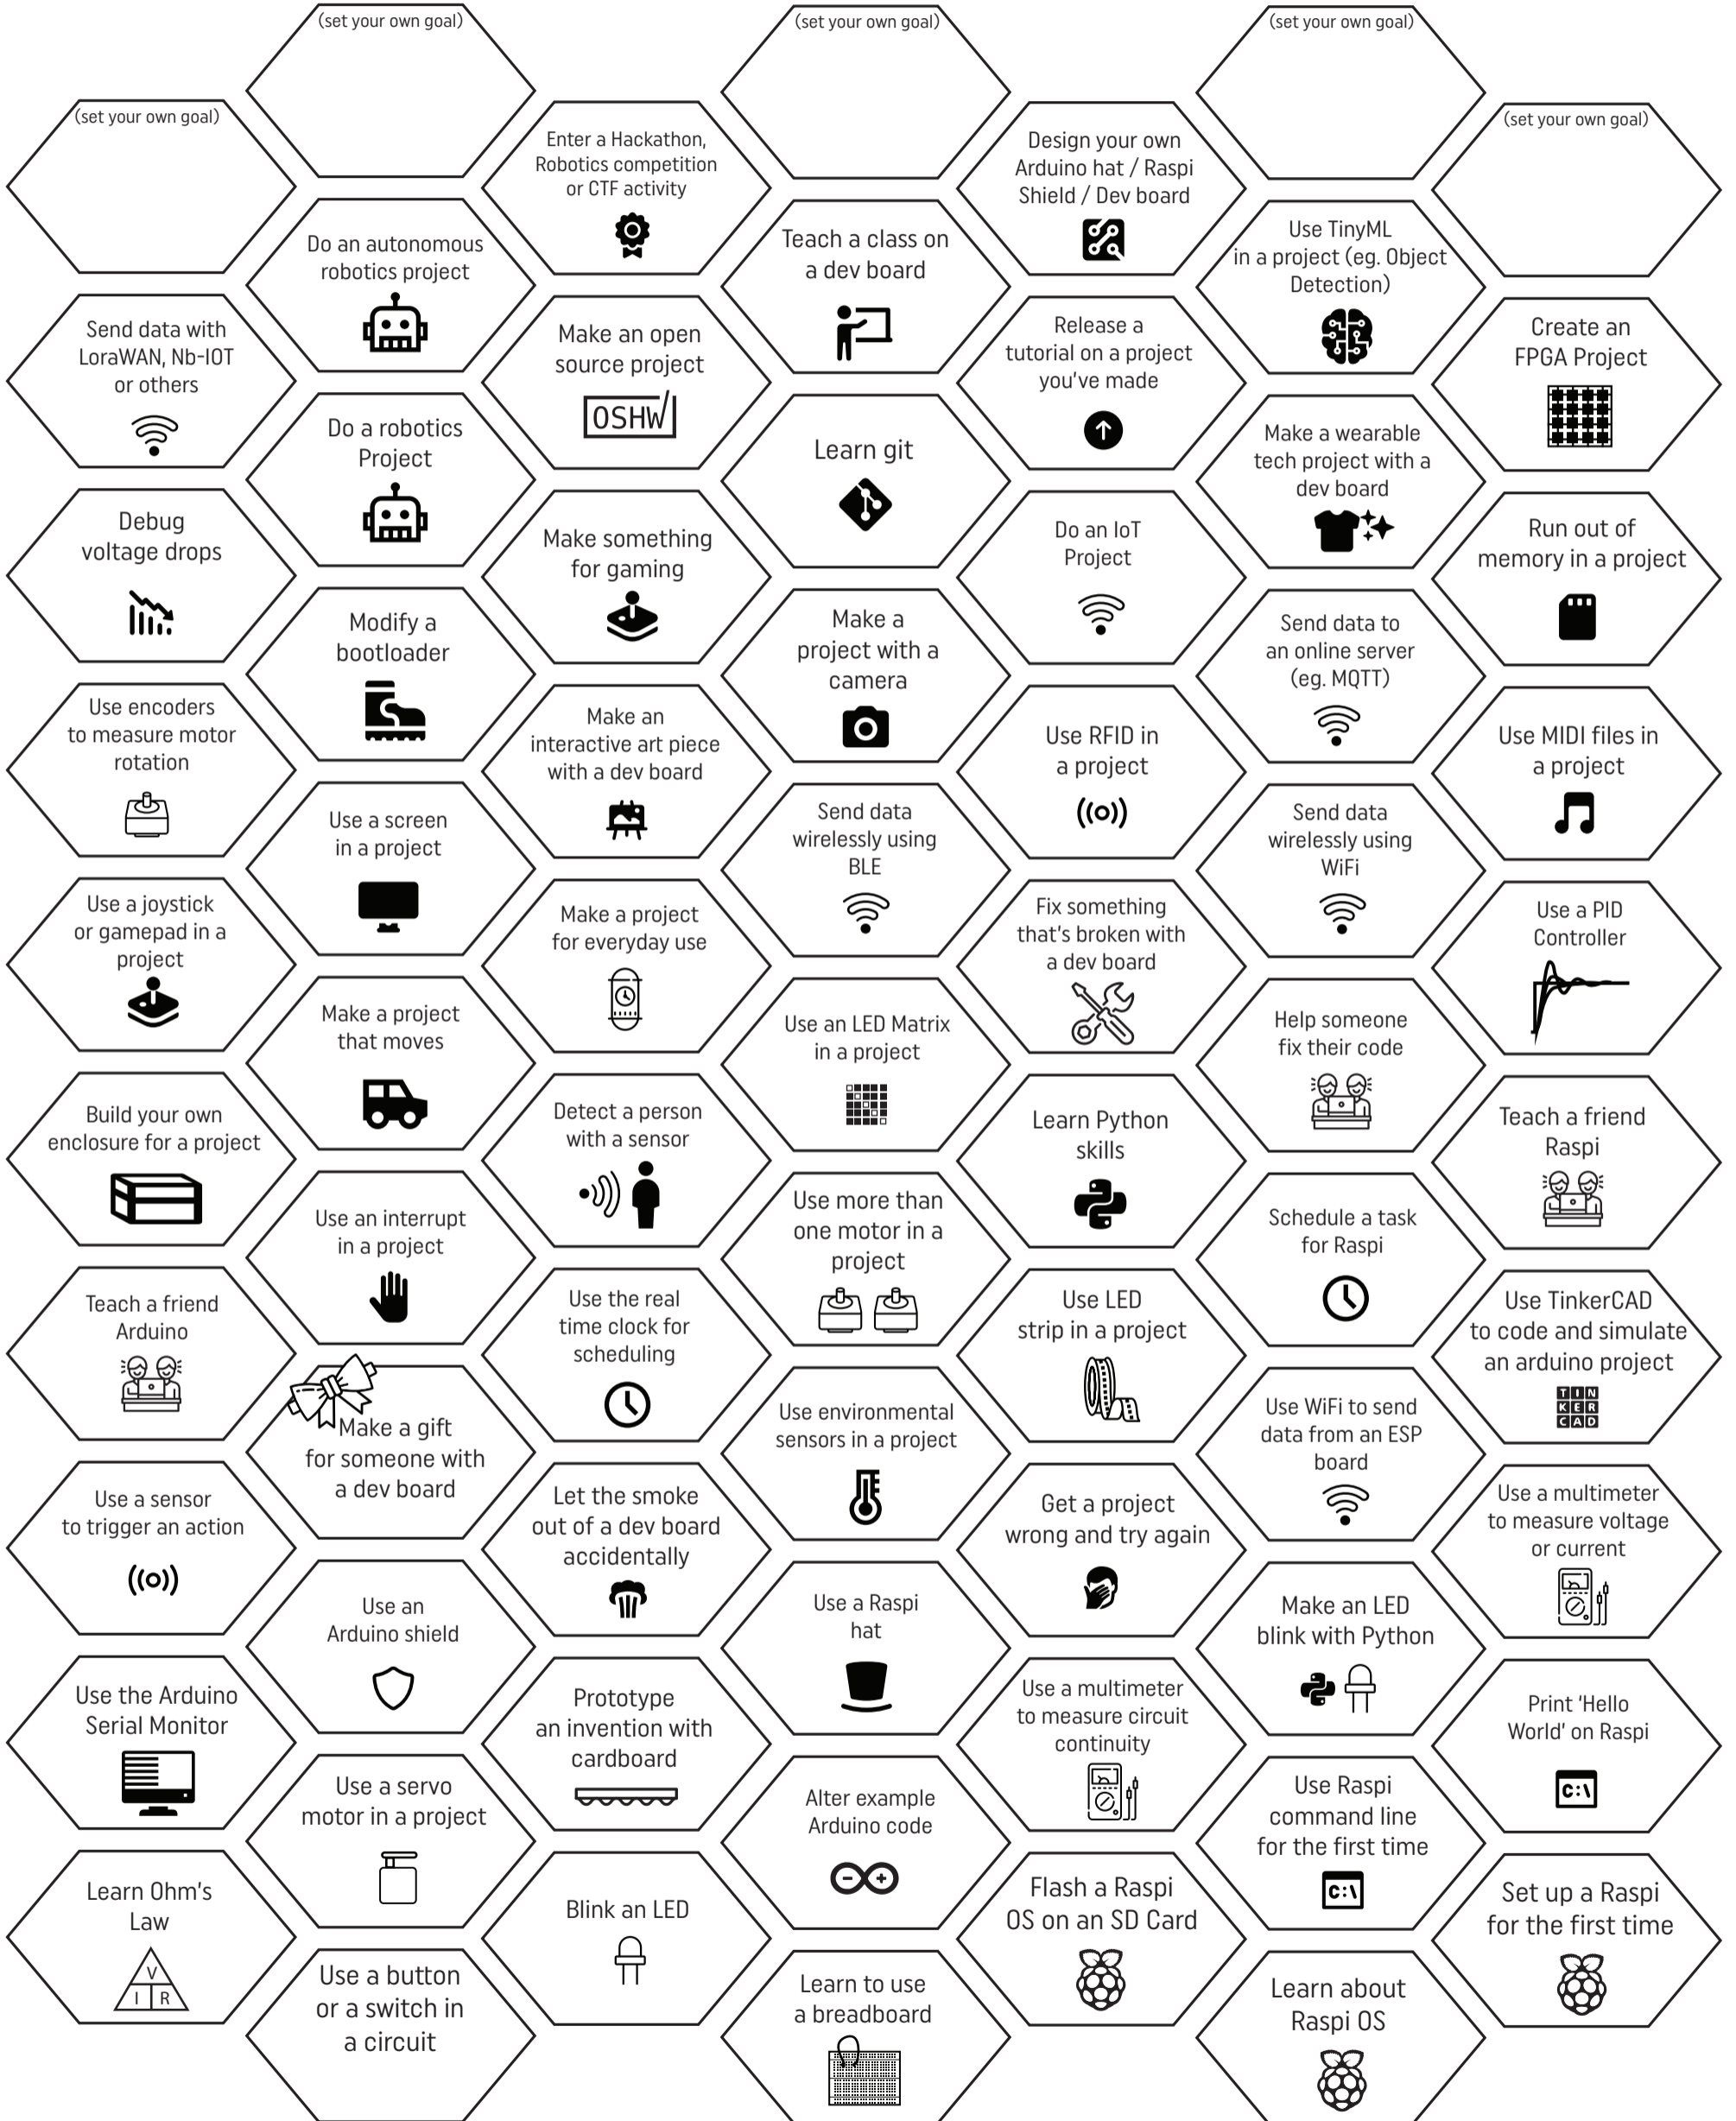 (set your own goal)
(set your own goal)
(set your own goal)
(set your own goal)
(set your own goal)
Enter a Hackathon,
Robotics competition
or CTF activity
Design your own
Arduino hat / Raspi
Shield / Dev board
Do an autonomous
robotics project
Teach a class on
a dev board
Use TinyML
in a project (eg. Object
Detection)
Send data with
LoraWAN, Nb-IOT
or others
Make an open
source project
OSHW
Release a
tutorial on a project
you've made
Create an
FPGA Project
Do a robotics
Project
Learn git
Make a wearable
tech project with a
dev board
Debug
voltage drops
Make something
for gaming
Do an IoT
Project
Run out of
memory in a project
Modify a
bootloader
Make a
project with a
camera
Send data to
an online server
(eg. MQTT)
Use encoders
to measure motor
rotation
Make an
interactive art piece
with a dev board
Use RFID in
a project
Use MIDI files in
a project
Use a screen
in a project
Send data
wirelessly using
BLE
Send data
wirelessly using
WiFi
Use a joystick
or gamepad in a
project
Make a project
for everyday use
Fix something
that's broken with
a dev board
Use a PID
Controller
Make a project
that moves
Use an LED Matrix
in a project
Help someone
fix their code
Build your own
enclosure for a project
Detect a person
with a sensor
Learn Python
skills
Teach a friend
Raspi
Use an interrupt
in a project
Use more than
one motor in a
project
Schedule a task
for Raspi
Teach a friend
Arduino
Use the real
time clock for
scheduling
Use LED
strip in a project
Use TinkerCAD
to code and simulate
an arduino project
TIN
KER
CAD
Make a gift
for someone with
a dev board
Use environmental
sensors in a project
Use WiFi to send
data from an ESP
board
Use a sensor
to trigger an action
Let the smoke
out of a dev board
accidentally
Get a project
wrong and try again
Use a multimeter
to measure voltage
or current
Use an
Arduino shield
Use a Raspi
hat
Make an LED
blink with Python
Use the Arduino
Serial Monitor
Prototype
an invention with
cardboard
Use a multimeter
to measure circuit
continuity
Print 'Hello
World' on Raspi
C:\
Use a servo
motor in a project
Alter example
Arduino code
Use Raspi
command line
for the first time
C:\
Learn Ohm's
Law
V
I R
Blink an LED
Flash a Raspi
OS on an SD Card
Set up a Raspi
for the first time
Use a button
or a switch in
a circuit
Learn to use
a breadboard
Learn about
Raspi OS